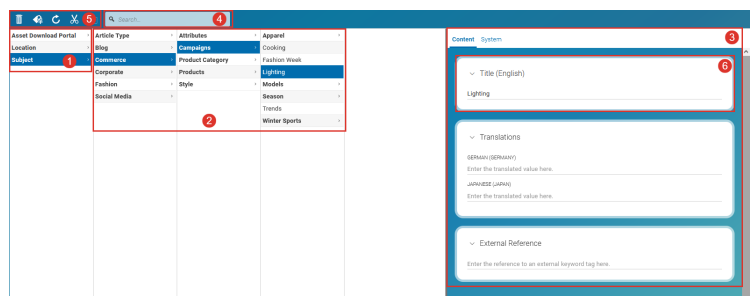 5
Search...
4
Asset Download Portal
Location
Subject
1
Article Type
Blog
Commerce
Corporate
Fashion
Social Media
Attributes
Campaigns
Product Category
Products
Style
2
Apparel
Cooking
Fashion Week
Lighting
Models
Season
Trends
Winter Sports
Content System
3
6
Title (English)
Lighting
Translations
GERMAN (GERMANY)
Enter the translated value here.
JAPANESE (JAPAN)
Enter the translated value here.
External Reference
Enter the reference to an external keyword tag here.